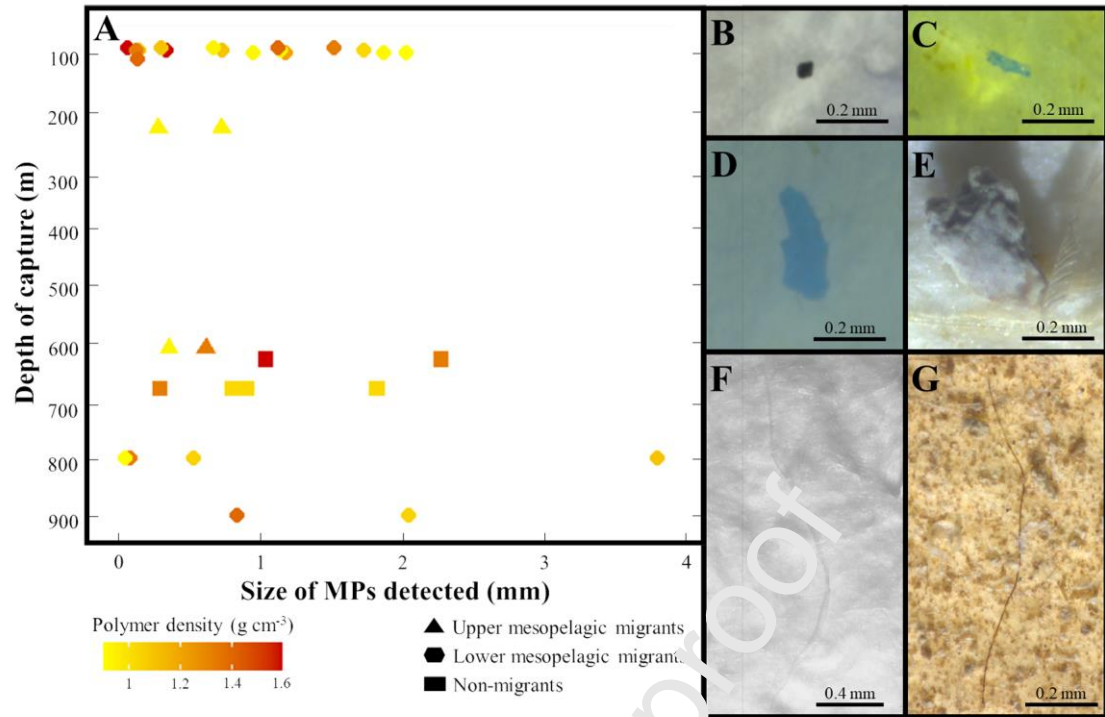 A
100
200
300
400
500
600
700
800
900
Depth of capture (m)
0 1 2 3 4
Size of MPs detected (mm)
Polymer density (g cm⁻³)
1 1.2 1.4 1.6
Upper mesopelagic migrants
Lower mesopelagic migrants
Non-migrants
B
0.2 mm
C
0.2 mm
D
0.2 mm
E
0.2 mm
F
0.4 mm
G
0.2 mm
proof